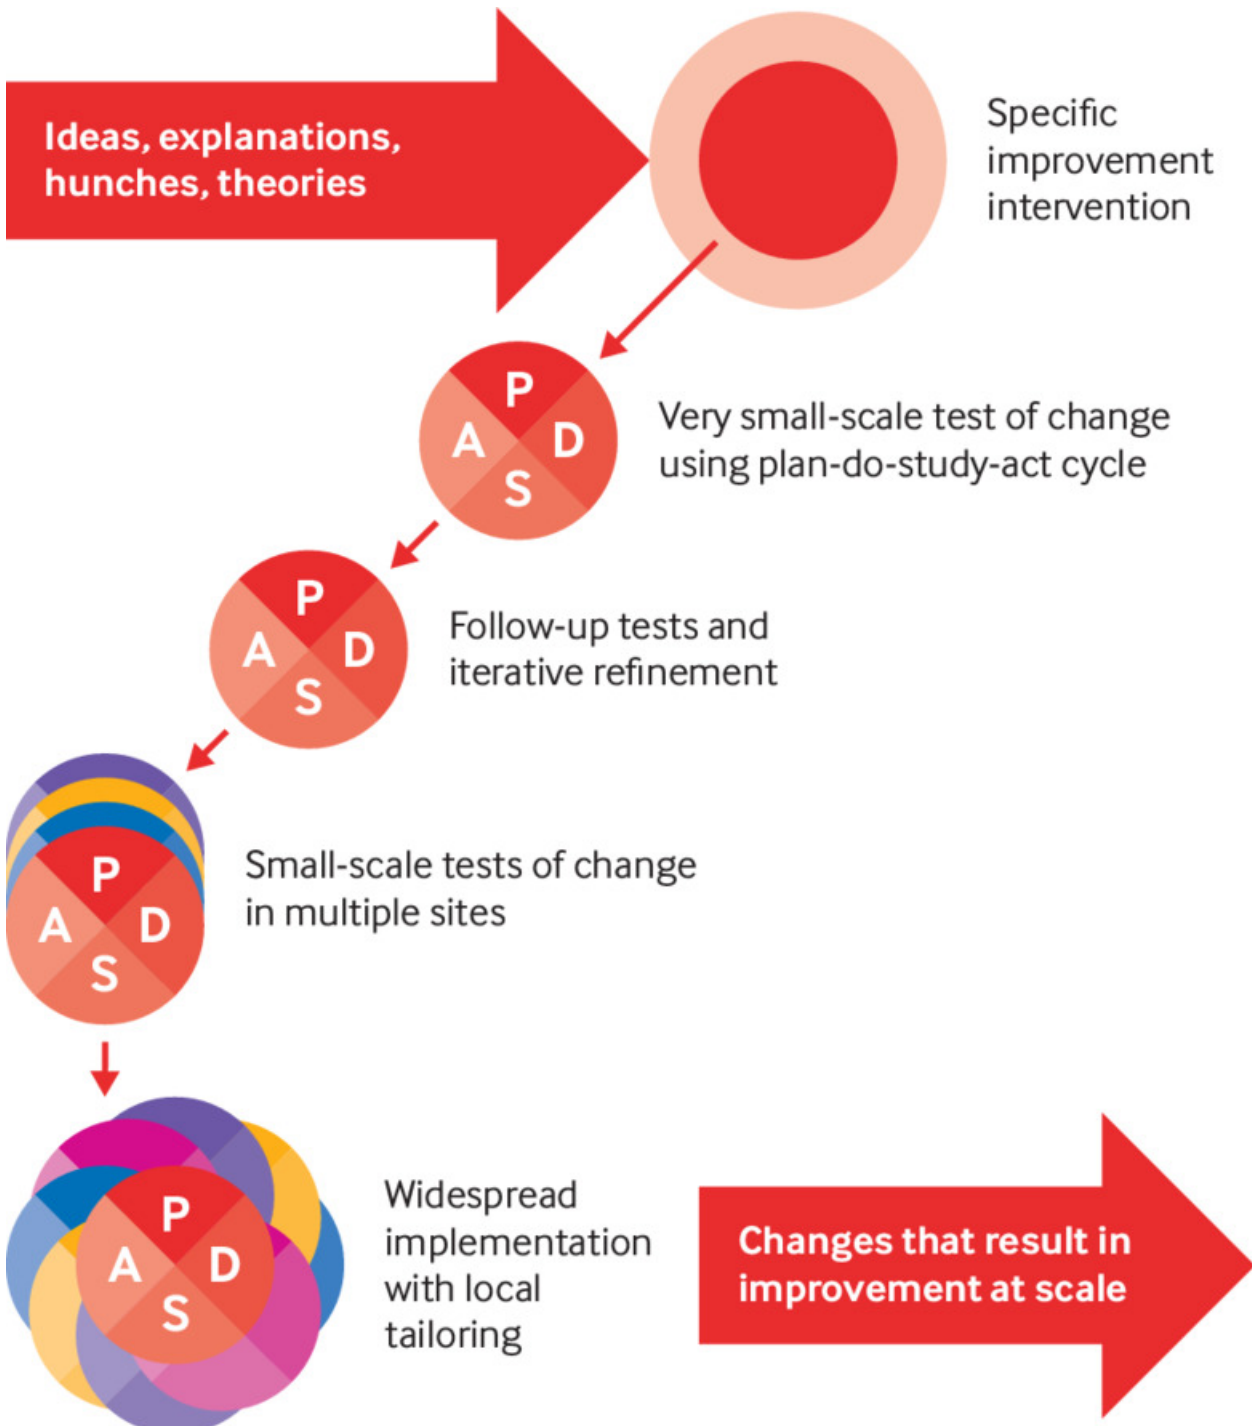 Ideas, explanations,
hunches, theories
Specific
improvement
intervention
P
A D
S
Very small-scale test of change
using plan-do-study-act cycle
P
A D
S
Follow-up tests and
iterative refinement
P
A D
S
Small-scale tests of change
in multiple sites
P
A D
S
Widespread
implementation
with local
tailoring
Changes that result in
improvement at scale